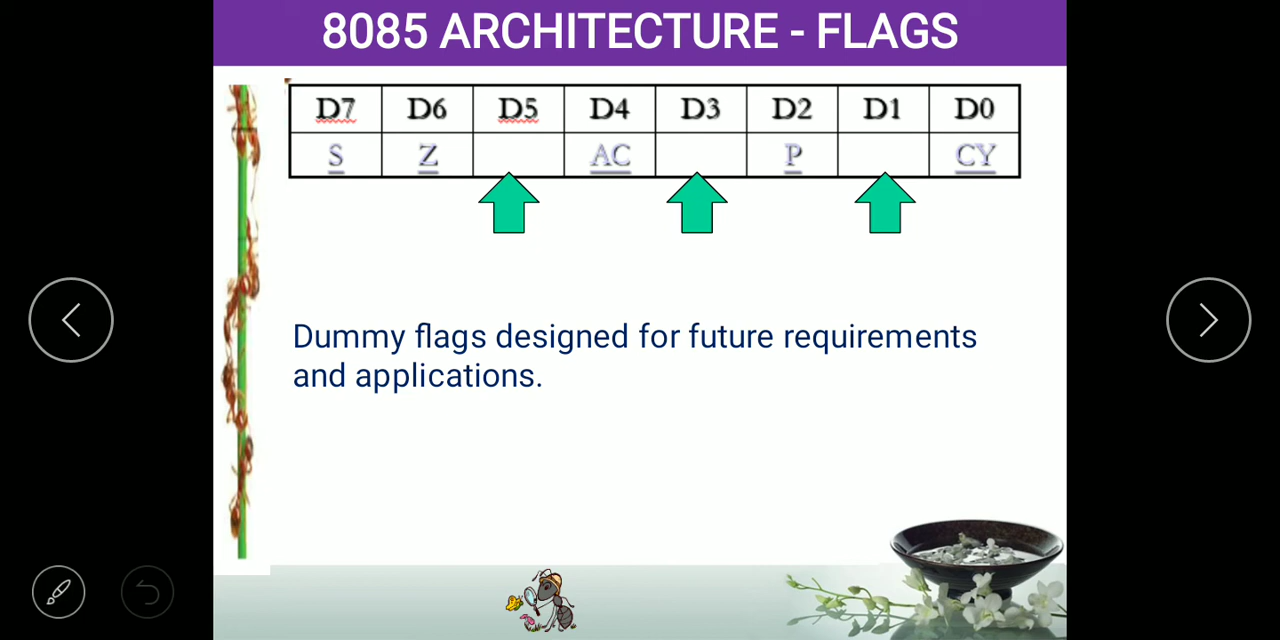 8085 ARCHITECTURE - FLAGS
D7 D6 D5 D4 D3 D2 D1 D0
S Z AC P CY
Dummy flags designed for future requirements
and applications.